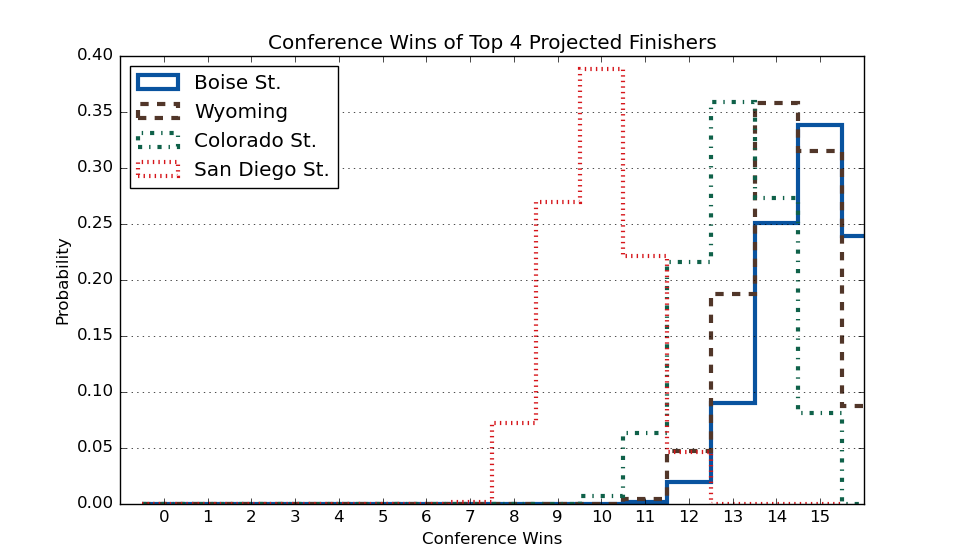 Conference Wins of Top 4 Projected Finishers
0.40
0.35
0.30
0.25
0.20
0.15
0.10
0.05
0.00
Probability
Boise St.
Wyoming
Colorado St.
San Diego St.
0 1 2 3 4 5 6 7 8 9 10 11 12 13 14 15
Conference Wins